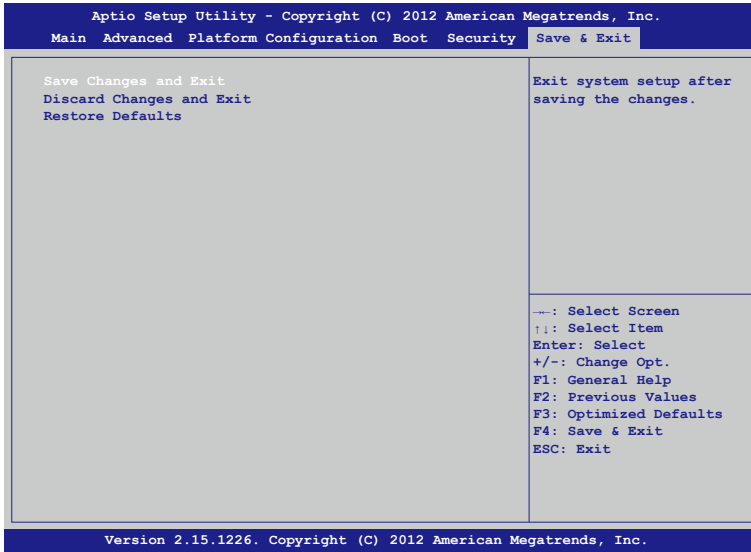 Aptio Setup Utility - Copyright (C) 2012 American Megatrends, Inc.
Main Advanced Platform Configuration Boot Security Save & Exit
Save Changes and Exit
Discard Changes and Exit
Restore Defaults
Exit system setup after
saving the changes.
→←: Select Screen
↑↓: Select Item
Enter: Select
+/-: Change Opt.
F1: General Help
F2: Previous Values
F3: Optimized Defaults
F4: Save & Exit
ESC: Exit
Version 2.15.1226. Copyright (C) 2012 American Megatrends, Inc.